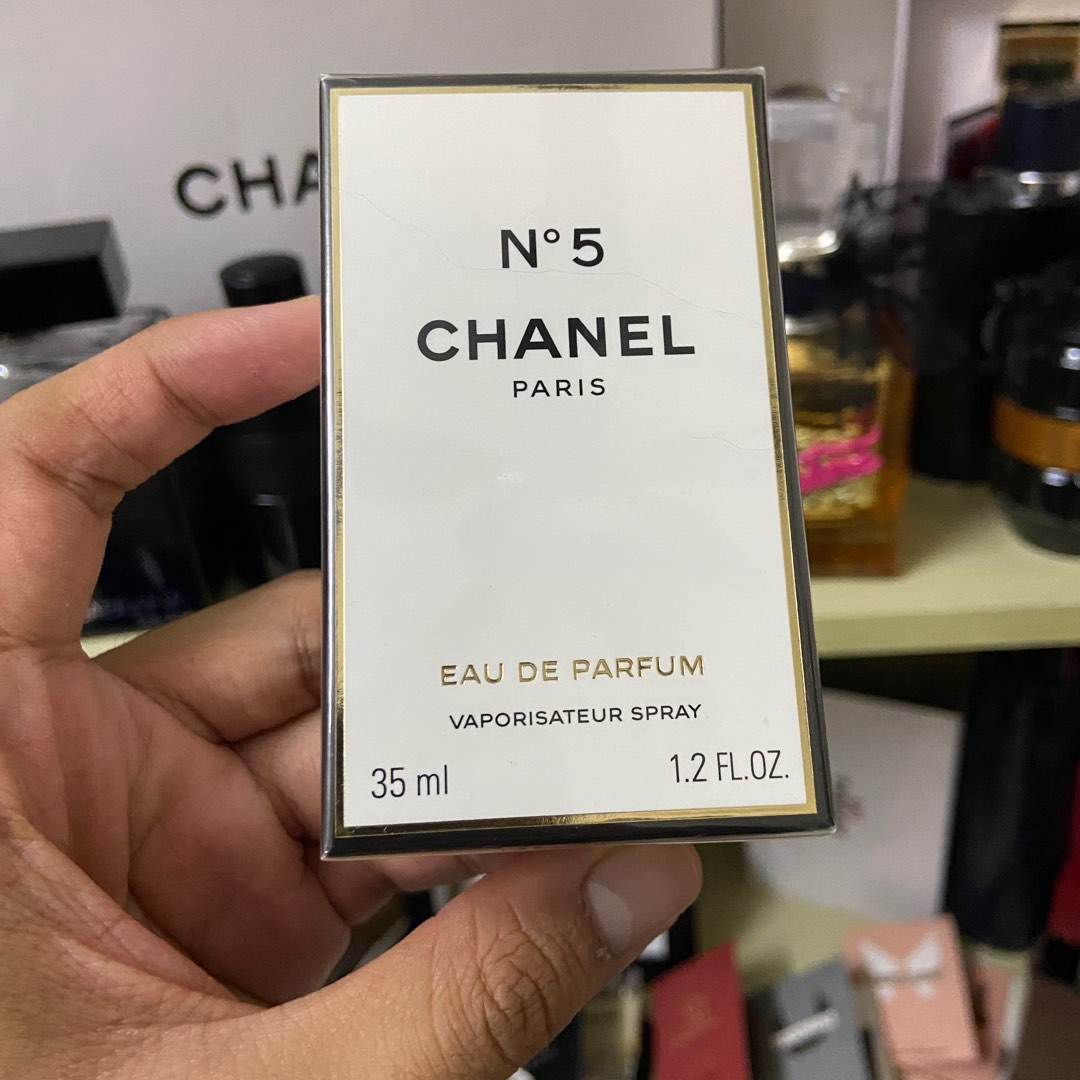 CHA
N° 5
CHANEL
PARIS
EAU DE PARFUM
VAPORISATEUR SPRAY
35 ml
1.2 FL.OZ.